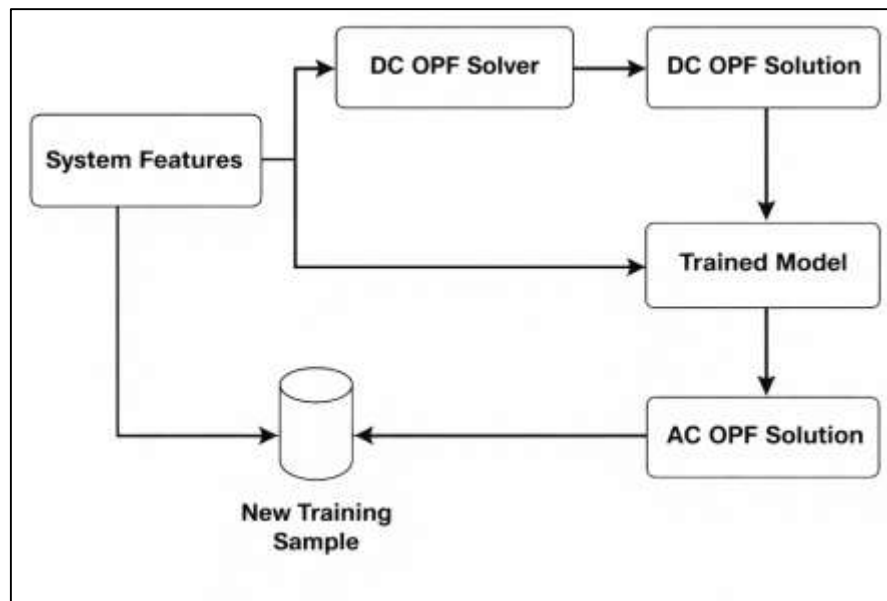 DC OPF Solver
DC OPF Solution
System Features
Trained Model
AC OPF Solution
New Training
Sample